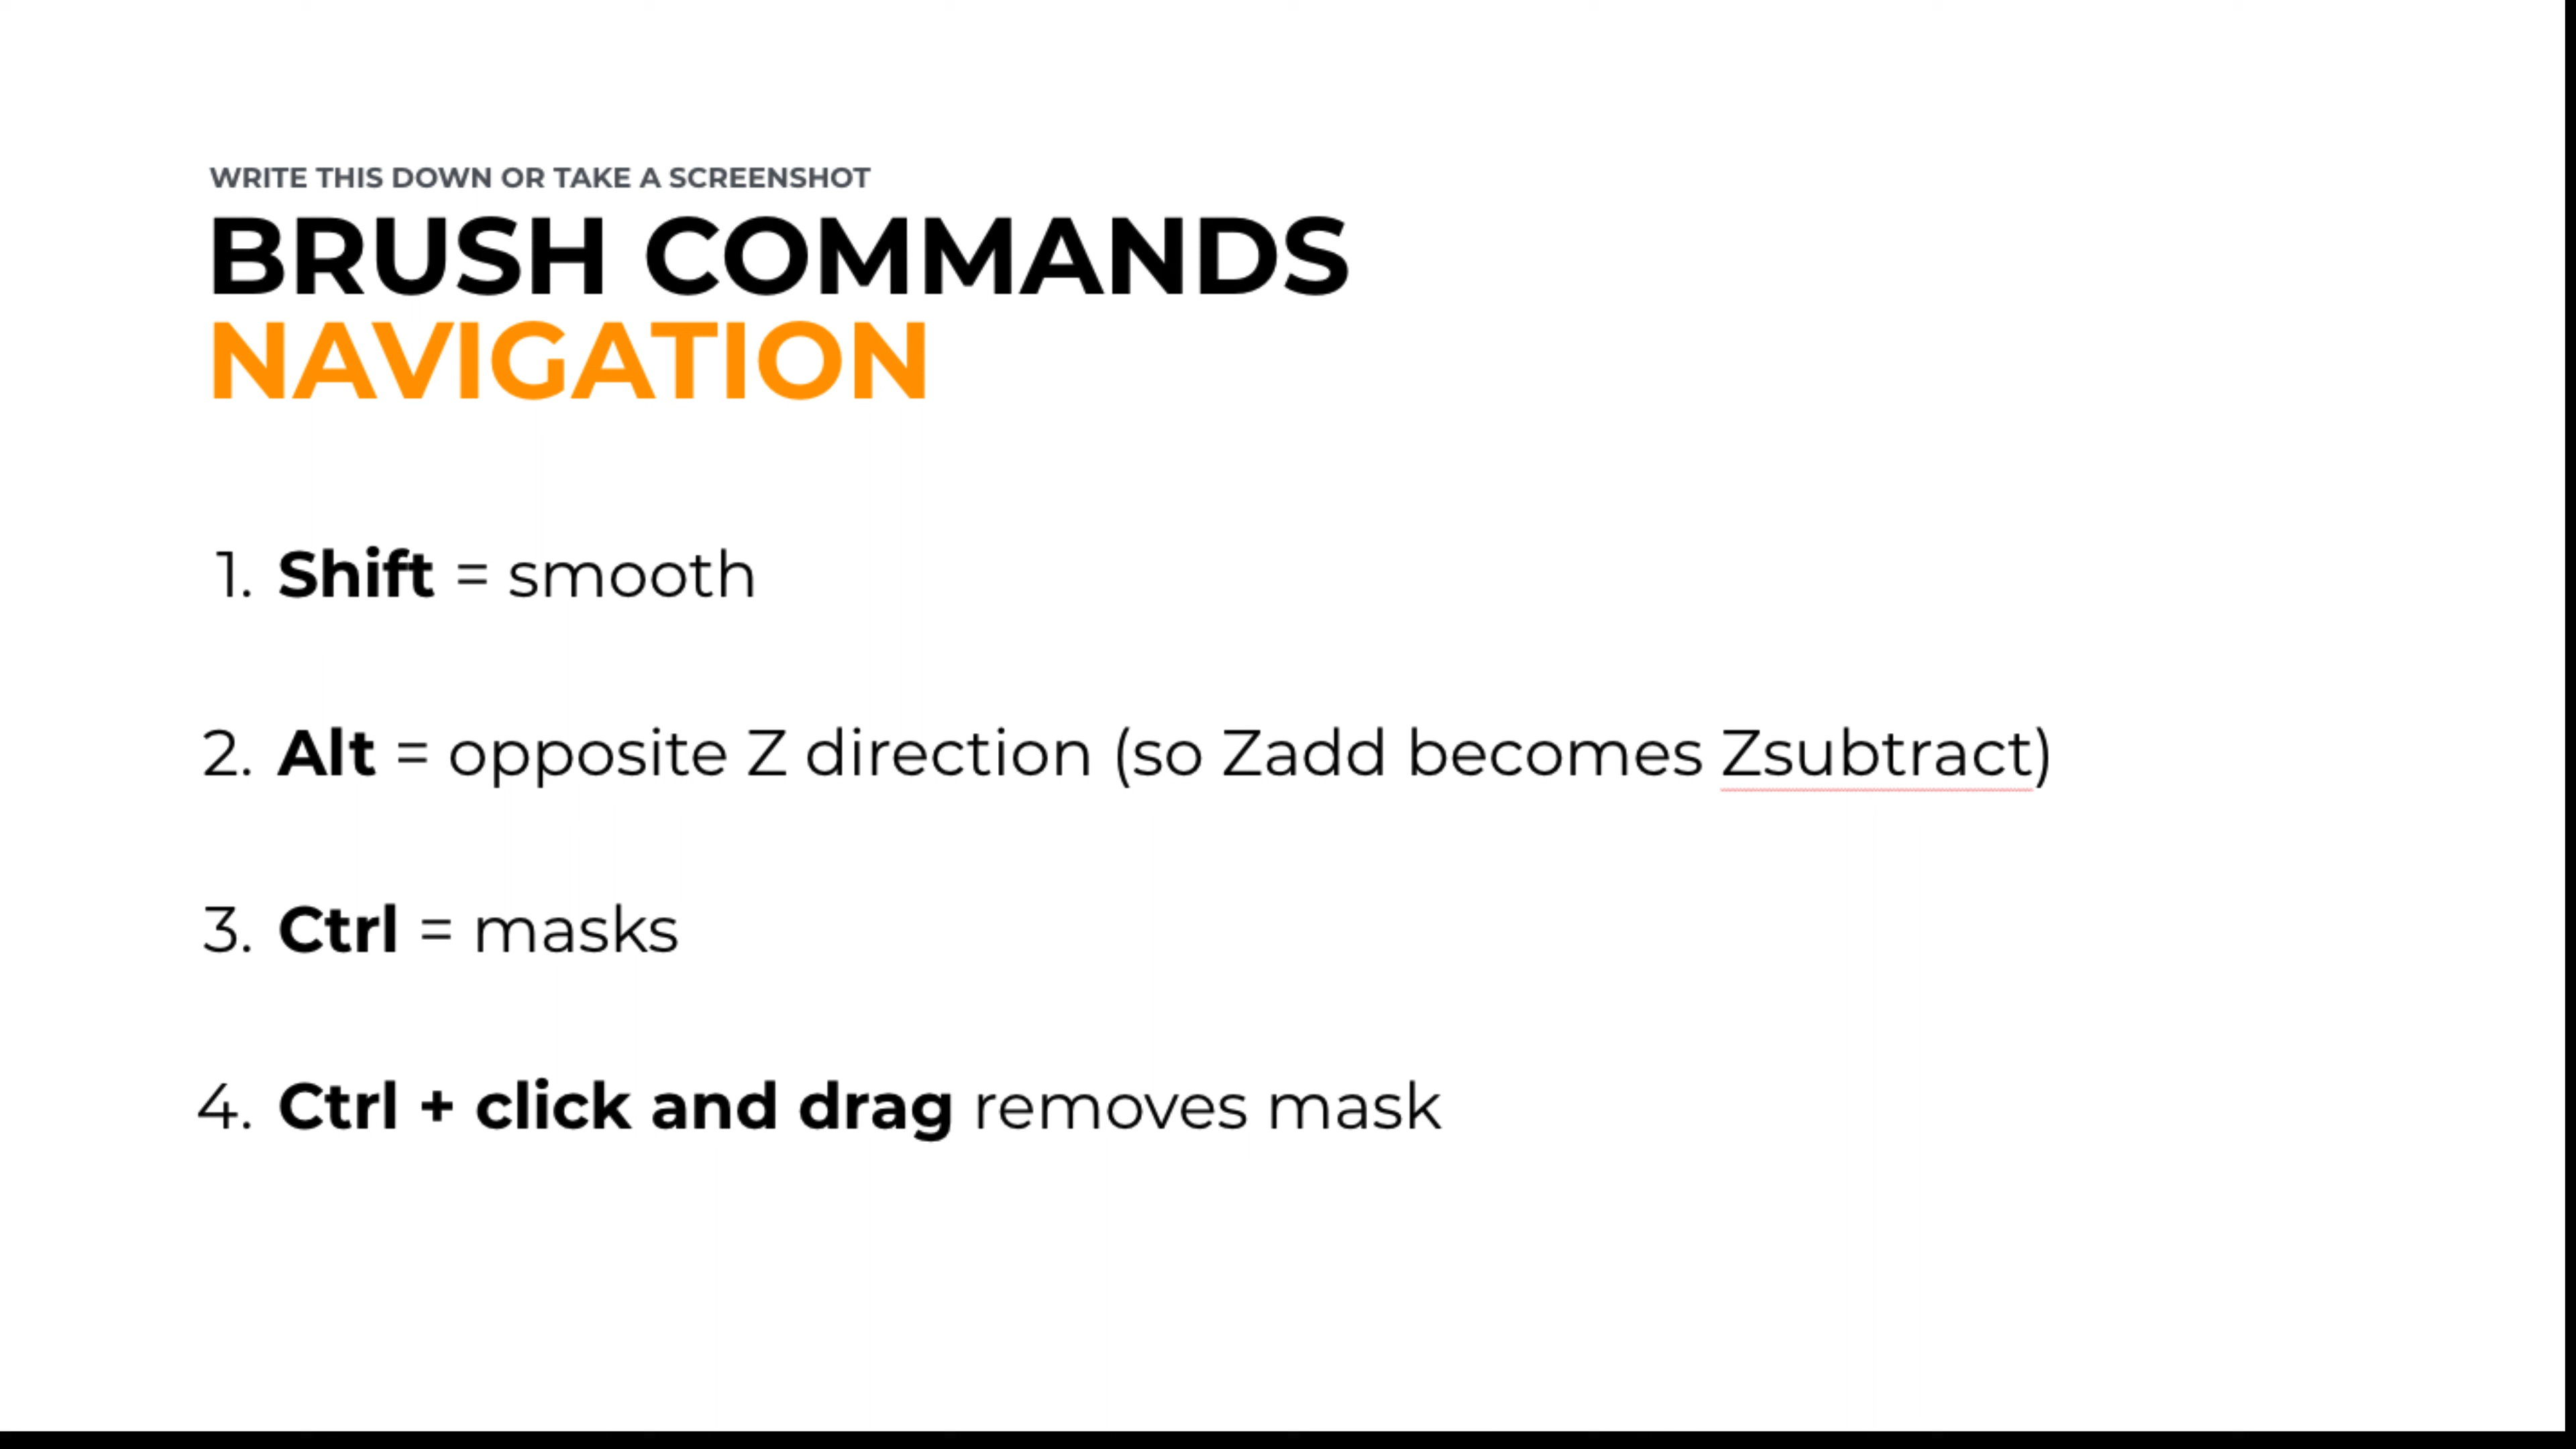 WRITE THIS DOWN OR TAKE A SCREENSHOT
BRUSH COMMANDS
NAVIGATION
1. Shift = smooth
2. Alt = opposite Z direction (so Zadd becomes Zsubtract)
3. Ctrl = masks
4. Ctrl + click and drag removes mask